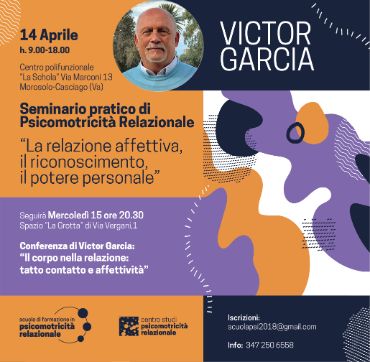 14 Aprile
h. 9.00-18.00
Centro polifunzionale
"La Schola" Via Marconi 13
Morosolo-Casciago (Va)
VICTOR
GARCIA
Seminario pratico di
Psicomotricità Relazionale
"La relazione affettiva,
il riconoscimento,
il potere personale"
Seguirà Mercoledì 15 ore 20.30
Spazio "La Grotta" di Via Vergani,1
Conferenza di Victor Garcia:
"Il corpo nella relazione:
tatto contatto e affettività"
scuola di formazione in
psicomotricità
relazionale
centro studi
psicomotricità
relazionale
Iscrizioni:
scuolapsi2018@gmail.com
Info: 347 250 6558